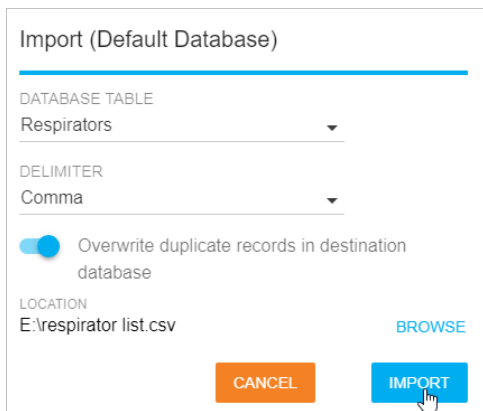 Import (Default Database)
DATABASE TABLE
Respirators
DELIMITER
Comma
Overwrite duplicate records in destination
database
LOCATION
E:\respirator list.csv
BROWSE
CANCEL
IMPORT